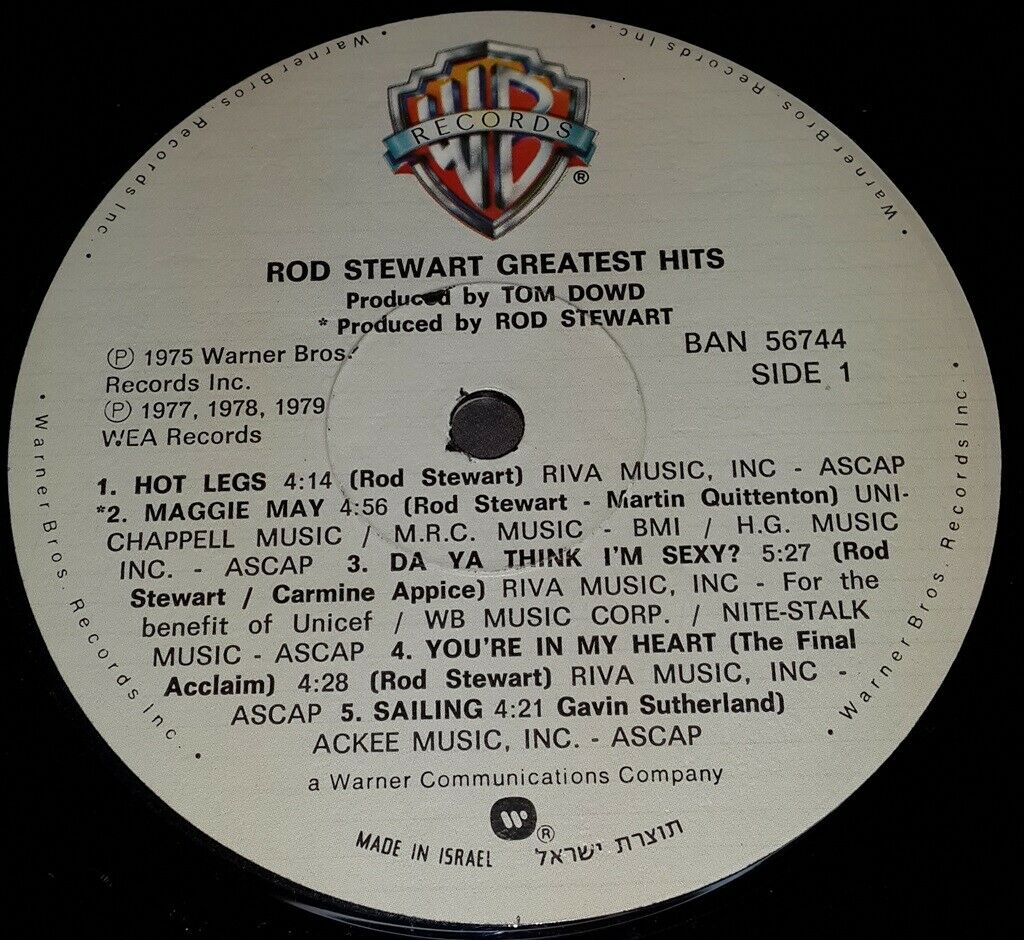 WB
RECORDS
®
ROD STEWART GREATEST HITS
Produced by TOM DOWD
* Produced by ROD STEWART
℗ 1975 Warner Bros.
Records Inc.
℗ 1977, 1978, 1979
WEA Records
BAN 56744
SIDE 1
1. HOT LEGS 4:14 (Rod Stewart) RIVA MUSIC, INC - ASCAP
*2. MAGGIE MAY 4:56 (Rod Stewart - Martin Quittenton) UNI-
CHAPPELL MUSIC / M.R.C. MUSIC - BMI / H.G. MUSIC
INC. - ASCAP 3. DA YA THINK I'M SEXY? 5:27 (Rod
Stewart / Carmine Appice) RIVA MUSIC, INC - For the
benefit of Unicef / WB MUSIC CORP. / NITE-STALK
MUSIC - ASCAP 4. YOU'RE IN MY HEART (The Final
Acclaim) 4:28 (Rod Stewart) RIVA MUSIC, INC -
ASCAP 5. SAILING 4:21 Gavin Sutherland)
ACKEE MUSIC, INC. - ASCAP
a Warner Communications Company
®
MADE IN ISRAEL תוצרת ישראל
• Warner Bros. Records Inc. •
• Warner Bros. Records Inc. •
• Warner Bros. Records Inc. •
• Warner Bros. Records Inc. •